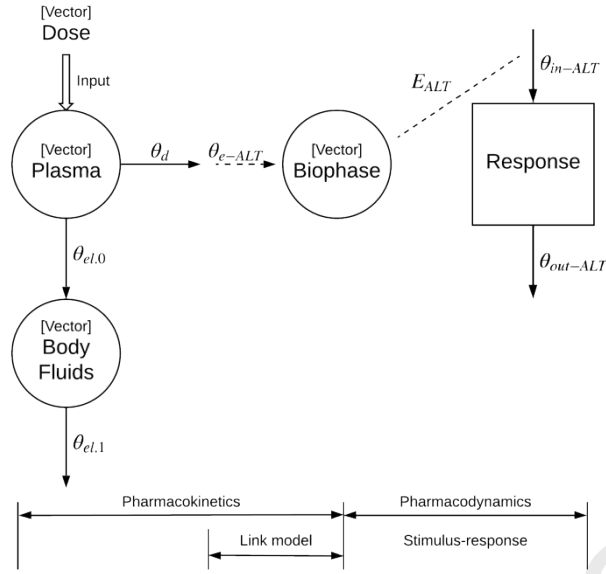 [Vector]
Dose
Input
[Vector]
Plasma
θd
θe−ALT
[Vector]
Biophase
EALT
θin−ALT
Response
θout−ALT
θel.0
[Vector]
Body
Fluids
θel.1
Pharmacokinetics
Pharmacodynamics
Link model
Stimulus-response